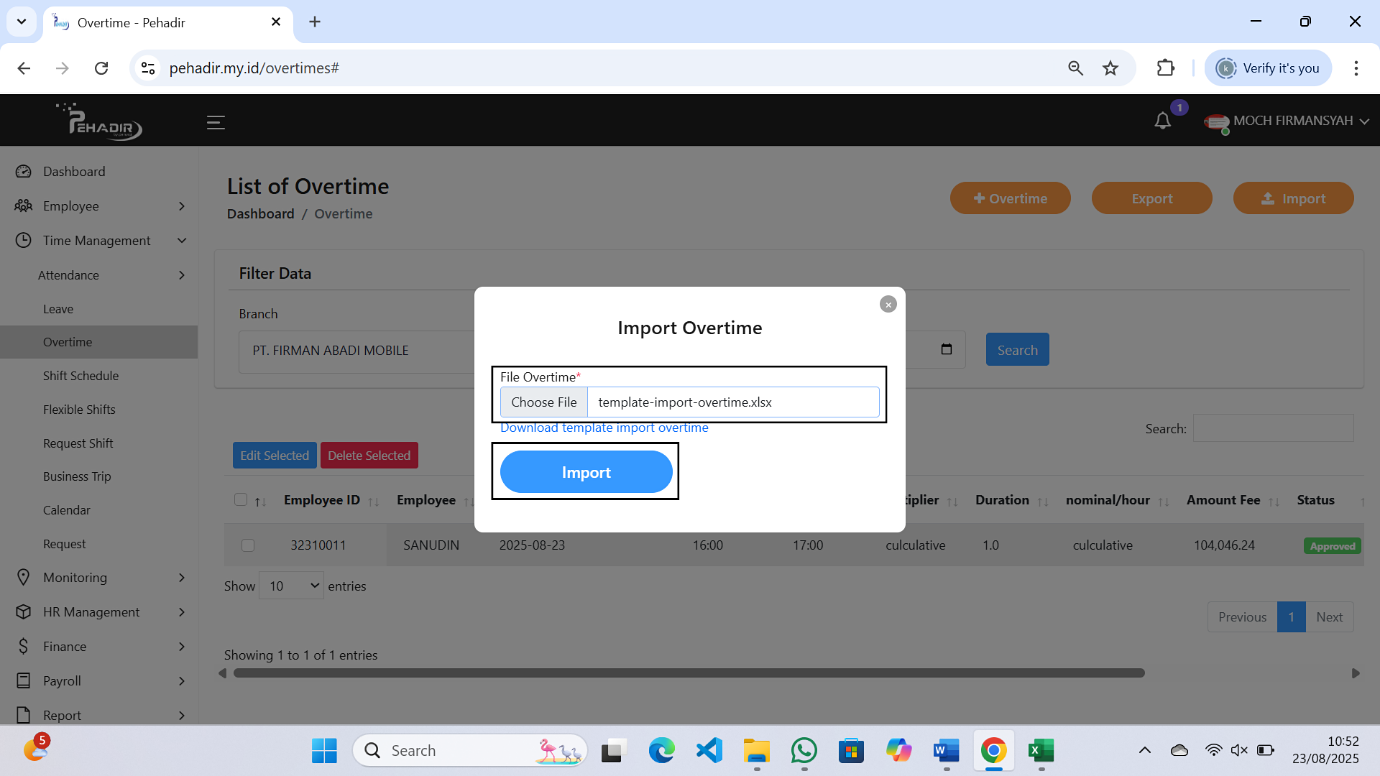 Overtime - Pehadir
pehadir.my.id/overtimes#
Verify it's you
PEHADIR
1
MOCH FIRMANSYAH
Dashboard
Employee
Time Management
Attendance
Leave
Overtime
Shift Schedule
Flexible Shifts
Request Shift
Business Trip
Calendar
Request
Monitoring
HR Management
Finance
Payroll
Report
List of Overtime
Dashboard / Overtime
+ Overtime
Export
Import
Filter Data
Branch
PT. FIRMAN ABADI MOBILE
Search
Import Overtime
File Overtime*
Choose File template-import-overtime.xlsx
Download template import overtime
Import
Search:
Edit Selected Delete Selected
Employee ID Employee Duration nominal/hour Amount Fee Status
32310011 SANUDIN 2025-08-23 16:00 17:00 culculative 1.0 culculative 104,046.24 Approved
Show 10 entries
Previous 1 Next
Showing 1 to 1 of 1 entries
5
Search
10:52
23/08/2025